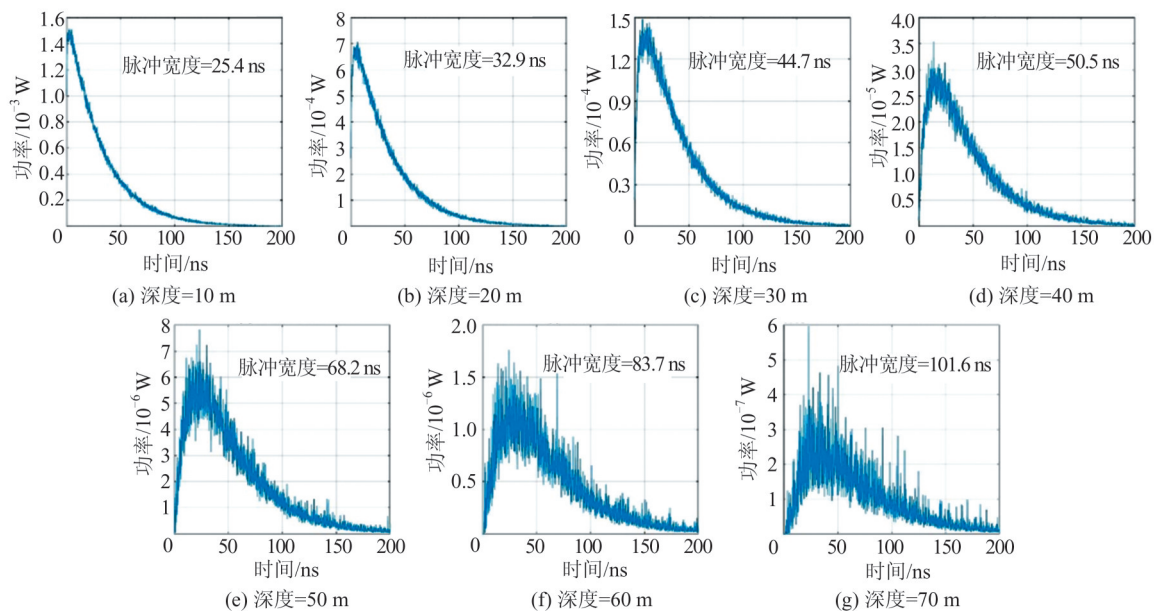 1.6
1.4
1.2
1.0
0.8
0.6
0.4
0.2
0 50 100 150 200
功率/10⁻³ W
脉冲宽度=25.4 ns
时间/ns
(a) 深度=10 m
8
7
6
5
4
3
2
1
0 50 100 150 200
功率/10⁻⁴ W
脉冲宽度=32.9 ns
时间/ns
(b) 深度=20 m
1.5
1.2
0.9
0.6
0.3
0 50 100 150 200
功率/10⁻⁴ W
脉冲宽度=44.7 ns
时间/ns
(c) 深度=30 m
4.0
3.5
3.0
2.5
2.0
1.5
1.0
0.5
0 50 100 150 200
功率/10⁻⁵ W
脉冲宽度=50.5 ns
时间/ns
(d) 深度=40 m
8
7
6
5
4
3
2
1
0 50 100 150 200
功率/10⁻⁶ W
脉冲宽度=68.2 ns
时间/ns
(e) 深度=50 m
2.0
1.5
1.0
0.5
0 50 100 150 200
功率/10⁻⁶ W
脉冲宽度=83.7 ns
时间/ns
(f) 深度=60 m
6
5
4
3
2
1
0 50 100 150 200
功率/10⁻⁷ W
脉冲宽度=101.6 ns
时间/ns
(g) 深度=70 m